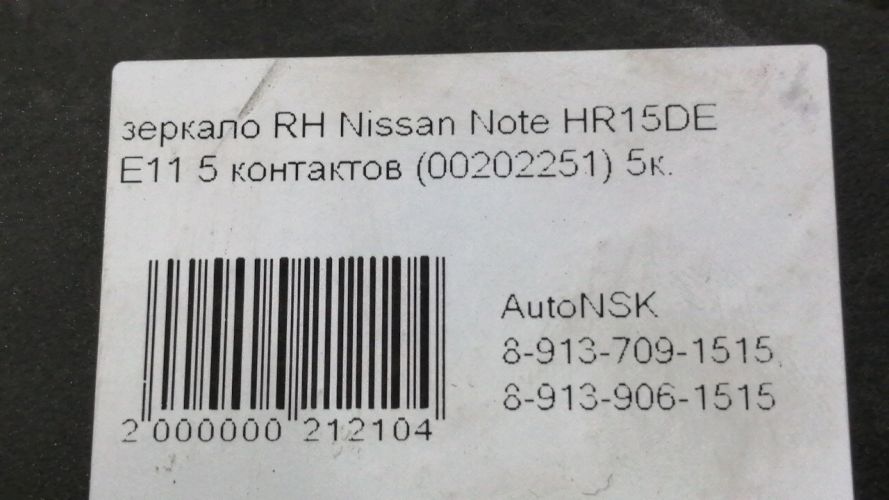 зеркало RH Nissan Note HR15DE
E11 5 контактов (00202251) 5к.
AutoNSK
8-913-709-1515
8-913-906-1515
2 000000 212104